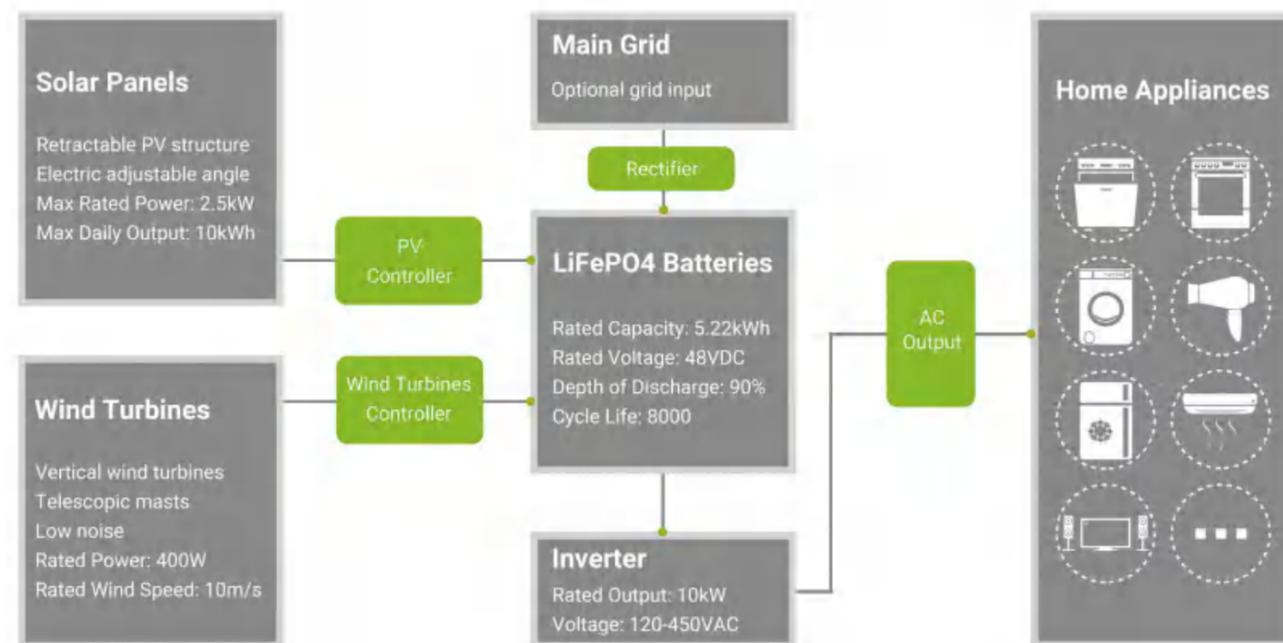 Solar Panels
Retractable PV structure
Electric adjustable angle
Max Rated Power: 2.5kW
Max Daily Output: 10kWh
PV
Controller
Wind Turbines
Vertical wind turbines
Telescopic masts
Low noise
Rated Power: 400W
Rated Wind Speed: 10m/s
Wind Turbines
Controller
Main Grid
Optional grid input
Rectifier
LiFePO4 Batteries
Rated Capacity: 5.22kWh
Rated Voltage: 48VDC
Depth of Discharge: 90%
Cycle Life: 8000
Inverter
Rated Output: 10kW
Voltage: 120-450VAC
AC
Output
Home Appliances